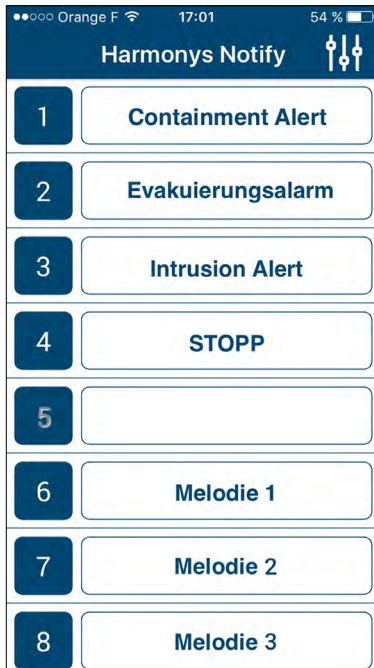 Orange F 17:01 54 %
Harmonys Notify
1 Containment Alert
2 Evakuierungsalarm
3 Intrusion Alert
4 STOPP
5
6 Melodie 1
7 Melodie 2
8 Melodie 3